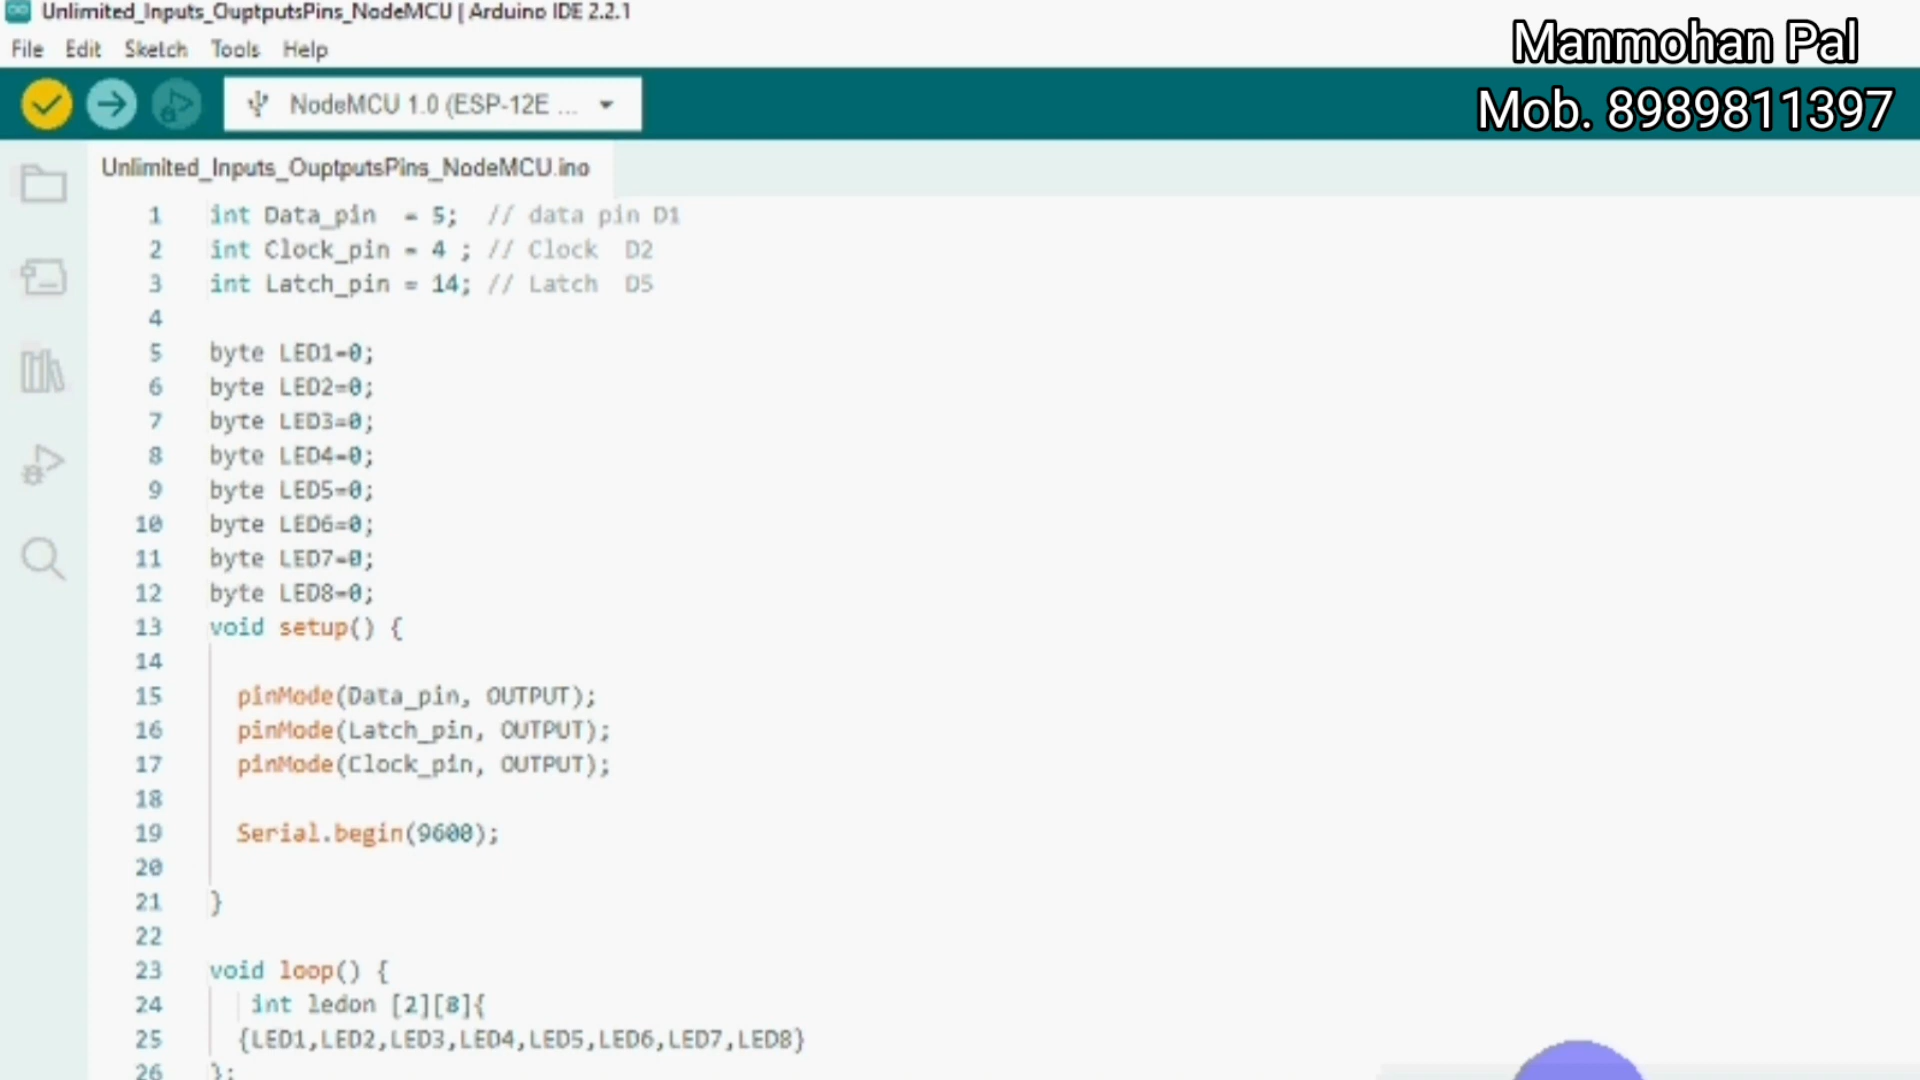 Unlimited_Inputs_OuptputsPins_NodeMCU | Arduino IDE 2.2.1
File Edit Sketch Tools Help
Manmohan Pal
NodeMCU 1.0 (ESP-12E ...
Mob. 8989811397
Unlimited_Inputs_OuptputsPins_NodeMCU.ino
1 int Data_pin = 5; // data pin D1
2 int Clock_pin = 4 ; // Clock D2
3 int Latch_pin = 14; // Latch D5
4
5 byte LED1=0;
6 byte LED2=0;
7 byte LED3=0;
8 byte LED4=0;
9 byte LED5=0;
10 byte LED6=0;
11 byte LED7=0;
12 byte LED8=0;
13 void setup() {
14
15 pinMode(Data_pin, OUTPUT);
16 pinMode(Latch_pin, OUTPUT);
17 pinMode(Clock_pin, OUTPUT);
18
19 Serial.begin(9600);
20
21 }
22
23 void loop() {
24 int ledon [2][8]{
25 {LED1,LED2,LED3,LED4,LED5,LED6,LED7,LED8}
26 };